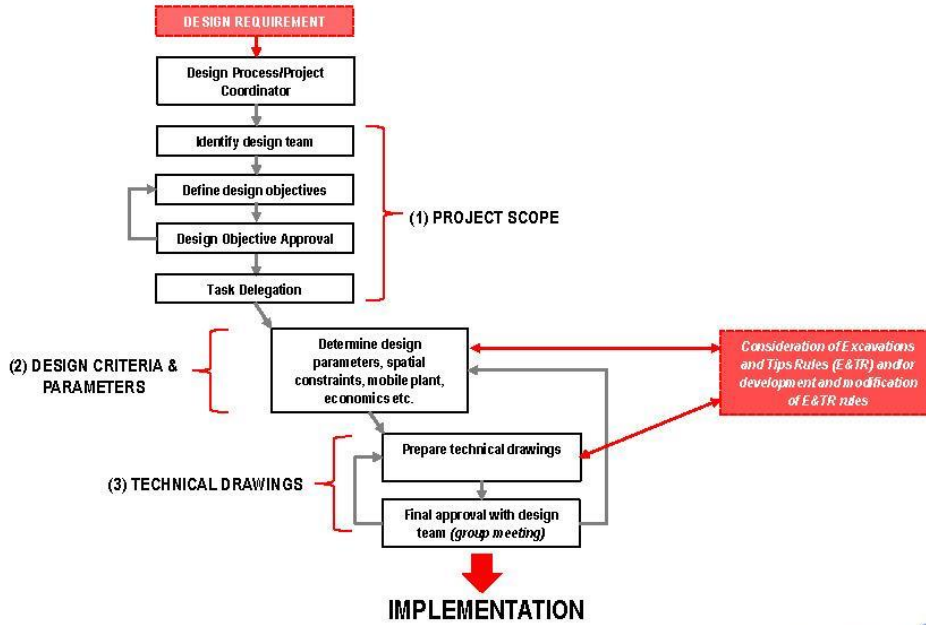 DESIGN REQUIREMENT
Design Process/Project
Coordinator
Identify design team
Define design objectives
(1) PROJECT SCOPE
Design Objective Approval
Task Delegation
(2) DESIGN CRITERIA &
PARAMETERS
Determine design
parameters, spatial
constraints, mobile plant,
economics etc.
Consideration of Excavations
and Tips Rules (E&TR) and/or
development and modification
of E&TR rules
Prepare technical drawings
(3) TECHNICAL DRAWINGS
Final approval with design
team (group meeting)
IMPLEMENTATION